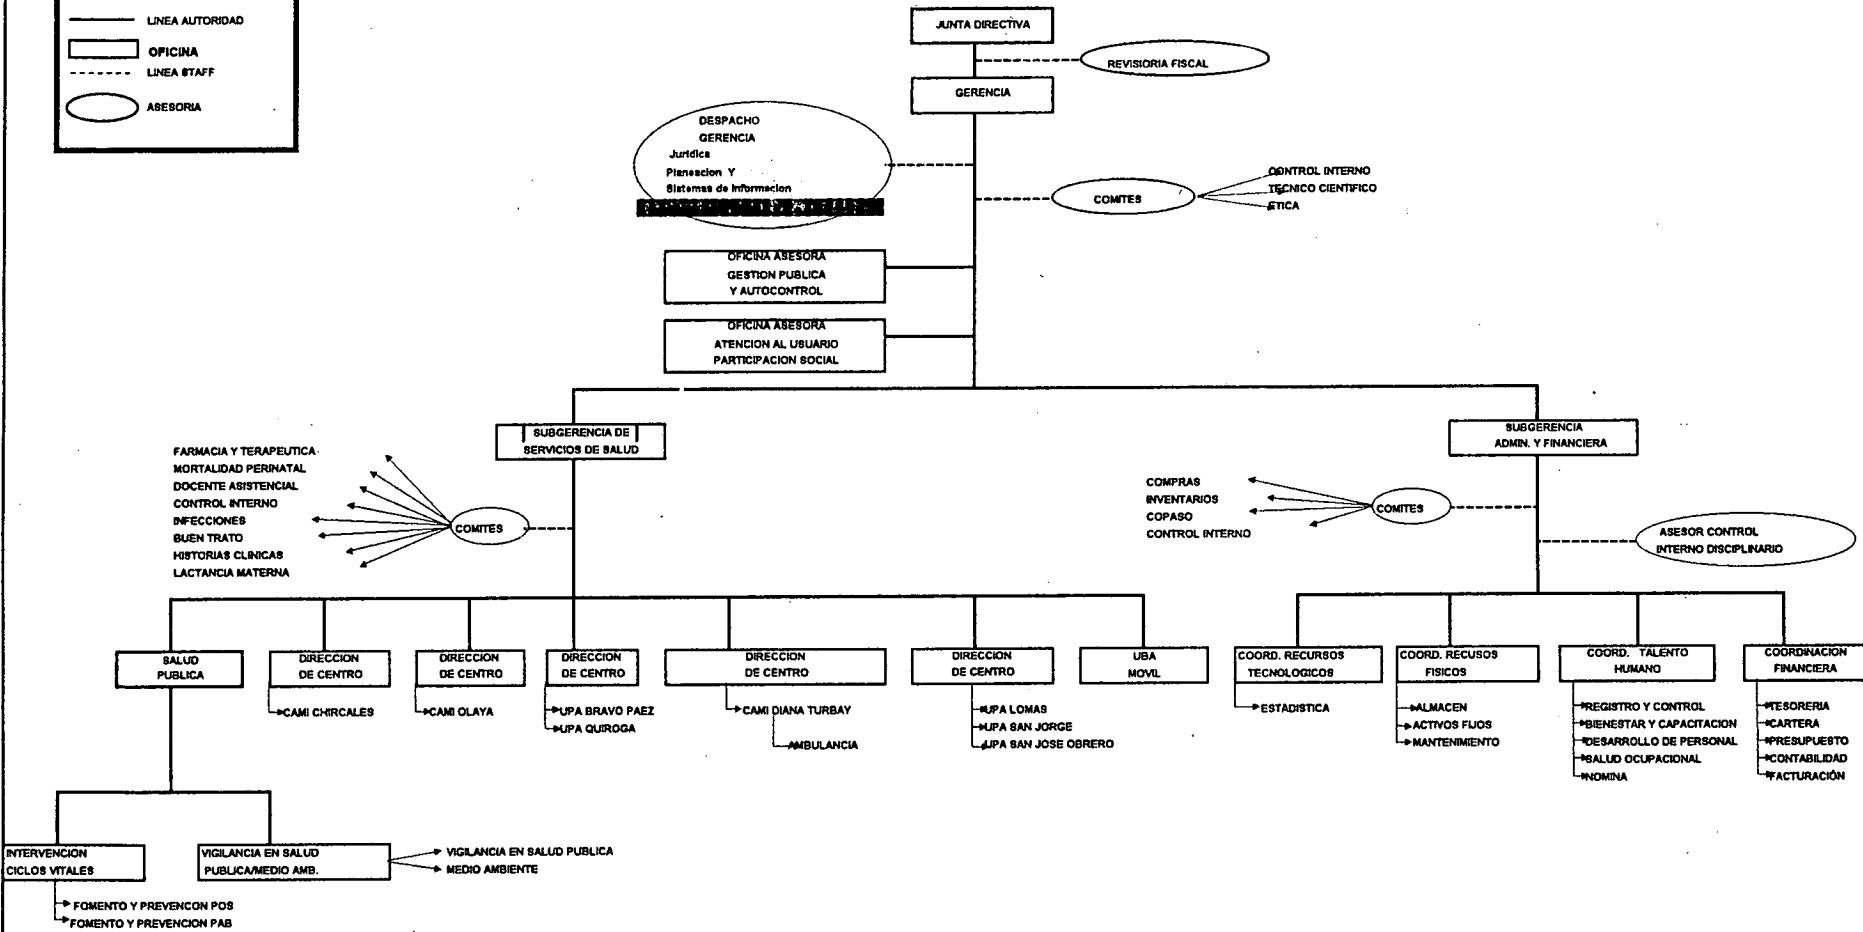 LINEA AUTORIDAD
OFICINA
LINEA STAFF
ASESORIA
JUNTA DIRECTIVA
REVISIORIA FISCAL
GERENCIA
DESPACHO
GERENCIA
Juridica
Planeacion Y
Sistemas de Informacion
COMITES
CONTROL INTERNO
TECNICO CIENTIFICO
ETICA
OFICINA ASESORA
GESTION PUBLICA
Y AUTOCONTROL
OFICINA ASESORA
ATENCION AL USUARIO
PARTICIPACION SOCIAL
SUBGERENCIA DE
SERVICIOS DE SALUD
SUBGERENCIA
ADMIN. Y FINANCIERA
FARMACIA Y TERAPEUTICA
MORTALIDAD PERINATAL
DOCENTE ASISTENCIAL
CONTROL INTERNO
INFECCIONES
BUEN TRATO
HISTORIAS CLINICAS
LACTANCIA MATERNA
COMITES
COMPRAS
INVENTARIOS
COPASO
CONTROL INTERNO
COMITES
ASESOR CONTROL
INTERNO DISCIPLINARIO
SALUD
PUBLICA
DIRECCION
DE CENTRO
CAMI CHIRCALES
DIRECCION
DE CENTRO
CAMI OLAYA
DIRECCION
DE CENTRO
UPA BRAVO PAEZ
UPA QUIROGA
DIRECCION
DE CENTRO
CAMI DIANA TURBAY
AMBULANCIA
DIRECCION
DE CENTRO
UPA LOMAS
UPA SAN JORGE
UPA SAN JOSE OBRERO
UBA
MOVIL
COORD. RECURSOS
TECNOLOGICOS
ESTADISTICA
COORD. RECUSOS
FISICOS
ALMACEN
ACTIVOS FIJOS
MANTENIMIENTO
COORD. TALENTO
HUMANO
REGISTRO Y CONTROL
BIENESTAR Y CAPACITACION
DESARROLLO DE PERSONAL
SALUD OCUPACIONAL
NOMINA
COORDINACION
FINANCIERA
TESORERIA
CARTERA
PRESUPUESTO
CONTABILIDAD
FACTURACIÓN
INTERVENCION
CICLOS VITALES
FOMENTO Y PREVENCON POS
FOMENTO Y PREVENCION PAB
VIGILANCIA EN SALUD
PUBLICA/MEDIO AMB.
VIGILANCIA EN SALUD PUBLICA
MEDIO AMBIENTE